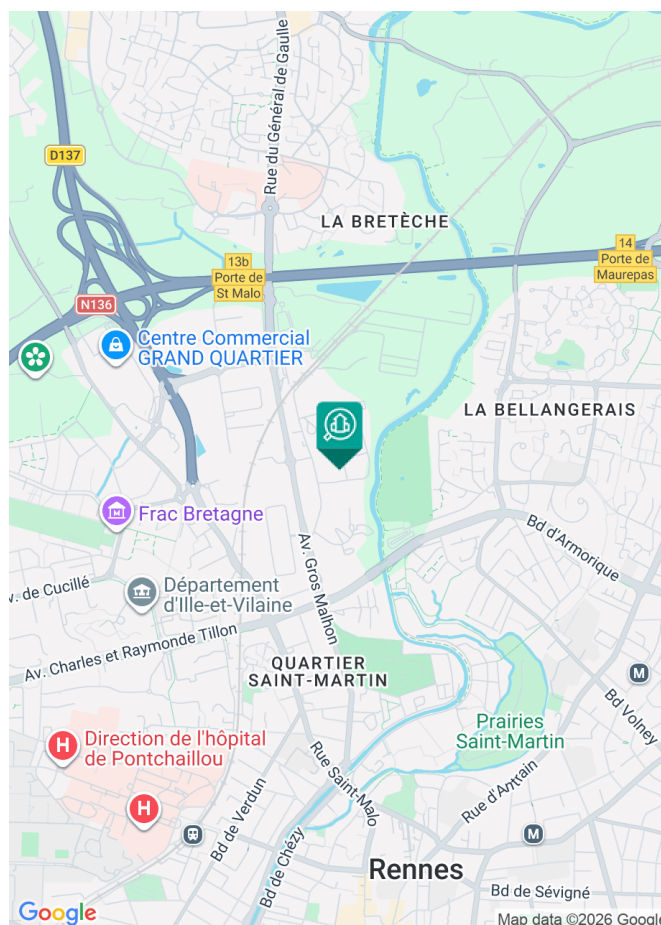 Rue du Général de Gaulle
D137
LA BRETÈCHE
13b
Porte de
St Malo
14
Porte de
Maurepas
N136
Centre Commercial
GRAND QUARTIER
LA BELLANGERAIS
Frac Bretagne
Bd d'Armorique
Av. Gros Malhon
v. de Cucillé
Département
d'Ille-et-Vilaine
Av. Charles et Raymonde Tillon
QUARTIER
SAINT-MARTIN
M
Bd Volney
Prairies
Saint-Martin
H
Direction de l'hôpital
de Pontchaillou
H
Rue Saint-Malo
Rue d'Antrain
Bd de Verdun
M
Bd de Chézy
Rennes
Bd de Sévigné
Google
Map data ©2026 Google